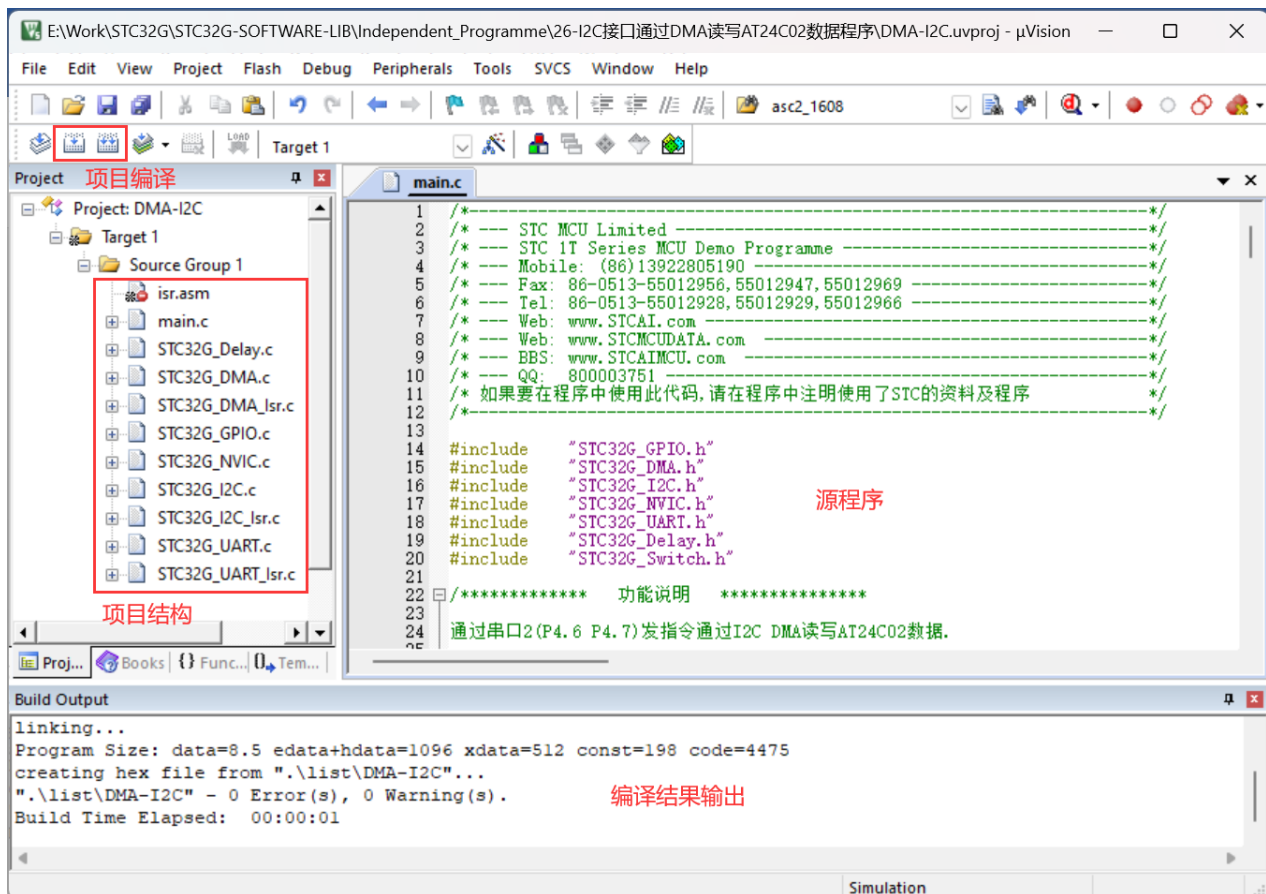 E:\Work\STC32G\STC32G-SOFTWARE-LIB\Independent_Programme\26-I2C接口通过DMA读写AT24C02数据程序\DMA-I2C.uvproj - µVision
File Edit View Project Flash Debug Peripherals Tools SVCS Window Help
asc2_1608
LOAD Target 1
Project 项目编译
main.c
Project: DMA-I2C
Target 1
Source Group 1
isr.asm
main.c
STC32G_Delay.c
STC32G_DMA.c
STC32G_DMA_Isr.c
STC32G_GPIO.c
STC32G_NVIC.c
STC32G_I2C.c
STC32G_I2C_Isr.c
STC32G_UART.c
STC32G_UART_Isr.c
项目结构
Proj... Books {} Func... Tem...
1 /*---------------------------------------------------------------------*/
2 /* --- STC MCU Limited ------------------------------------------------*/
3 /* --- STC 1T Series MCU Demo Programme -------------------------------*/
4 /* --- Mobile: (86)13922805190 ----------------------------------------*/
5 /* --- Fax: 86-0513-55012956,55012947,55012969 ------------------------*/
6 /* --- Tel: 86-0513-55012928,55012929,55012966 ------------------------*/
7 /* --- Web: www.STCAI.com ---------------------------------------------*/
8 /* --- Web: www.STCMCUDATA.com  ---------------------------------------*/
9 /* --- BBS: www.STCAIMCU.com  -----------------------------------------*/
10 /* --- QQ:  800003751 -------------------------------------------------*/
11 /* 如果要在程序中使用此代码,请在程序中注明使用了STC的资料及程序 */
12 /*---------------------------------------------------------------------*/
13
14 #include "STC32G_GPIO.h"
15 #include "STC32G_DMA.h"
16 #include "STC32G_I2C.h"
17 #include "STC32G_NVIC.h"
18 #include "STC32G_UART.h"
19 #include "STC32G_Delay.h"
20 #include "STC32G_Switch.h"
源程序
21
22 /************* 功能说明 ***************
23
24 通过串口2(P4.6 P4.7)发指令通过I2C DMA读写AT24C02数据.
25
Build Output
linking...
Program Size: data=8.5 edata+hdata=1096 xdata=512 const=198 code=4475
creating hex file from ".\list\DMA-I2C"...
".\list\DMA-I2C" - 0 Error(s), 0 Warning(s).
编译结果输出
Build Time Elapsed:  00:00:01
Simulation